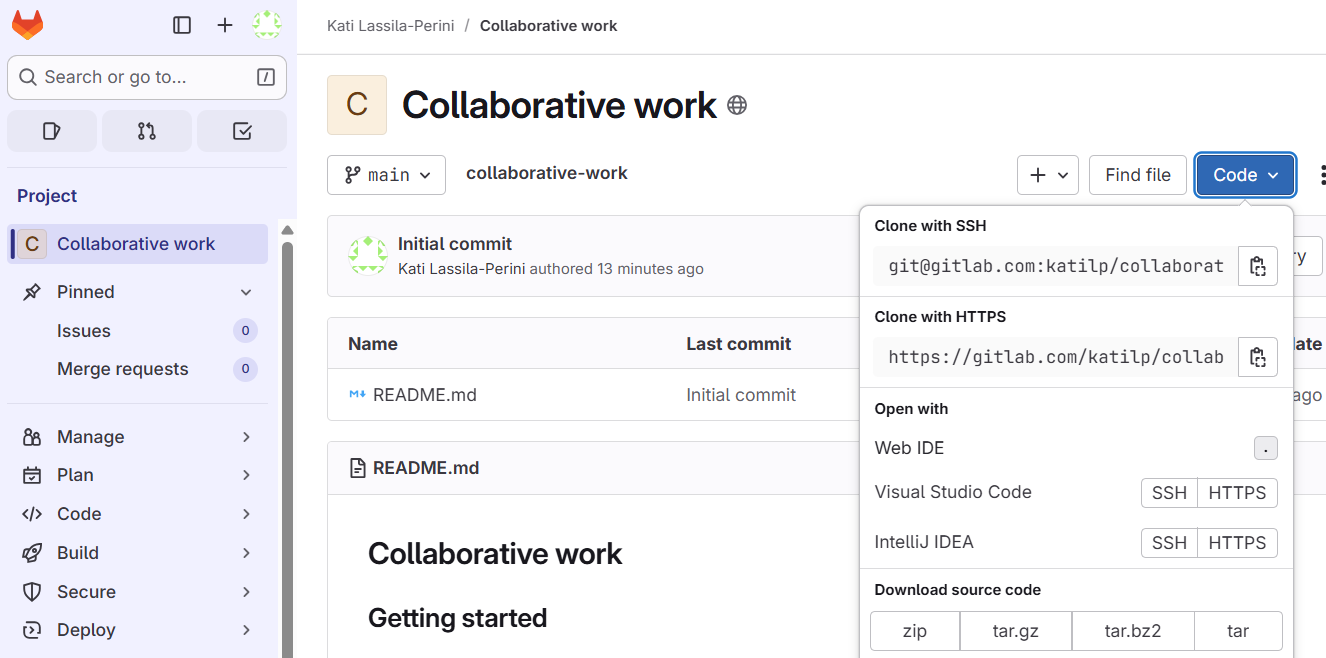 Search or go to... /
Project
C Collaborative work
Pinned
Issues 0
Merge requests 0
Manage
Plan
Code
Build
Secure
Deploy
Kati Lassila-Perini / Collaborative work
C Collaborative work
main collaborative-work + Find file Code
Initial commit
Kati Lassila-Perini authored 13 minutes ago
Name Last commit
README.md Initial commit ago
README.md
Collaborative work
Getting started
Clone with SSH
git@gitlab.com:katilp/collaborat
Clone with HTTPS
https://gitlab.com/katilp/collab
Open with
Web IDE .
Visual Studio Code SSH HTTPS
IntelliJ IDEA SSH HTTPS
Download source code
zip tar.gz tar.bz2 tar